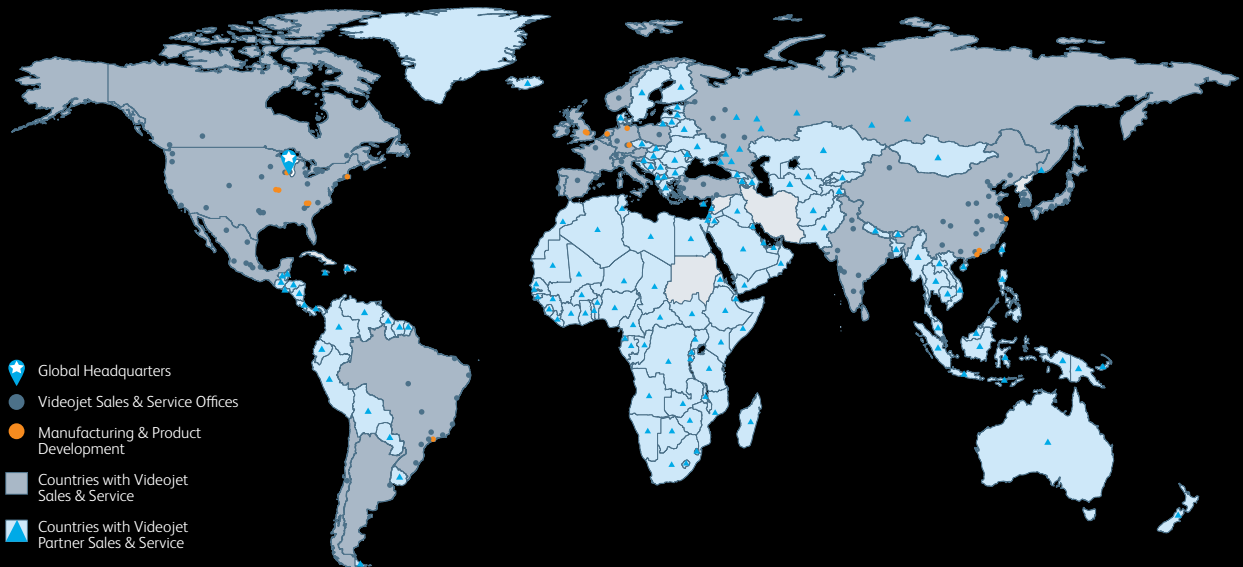 Global Headquarters
Videojet Sales & Service Offices
Manufacturing & Product
Development
Countries with Videojet
Sales & Service
Countries with Videojet
Partner Sales & Service